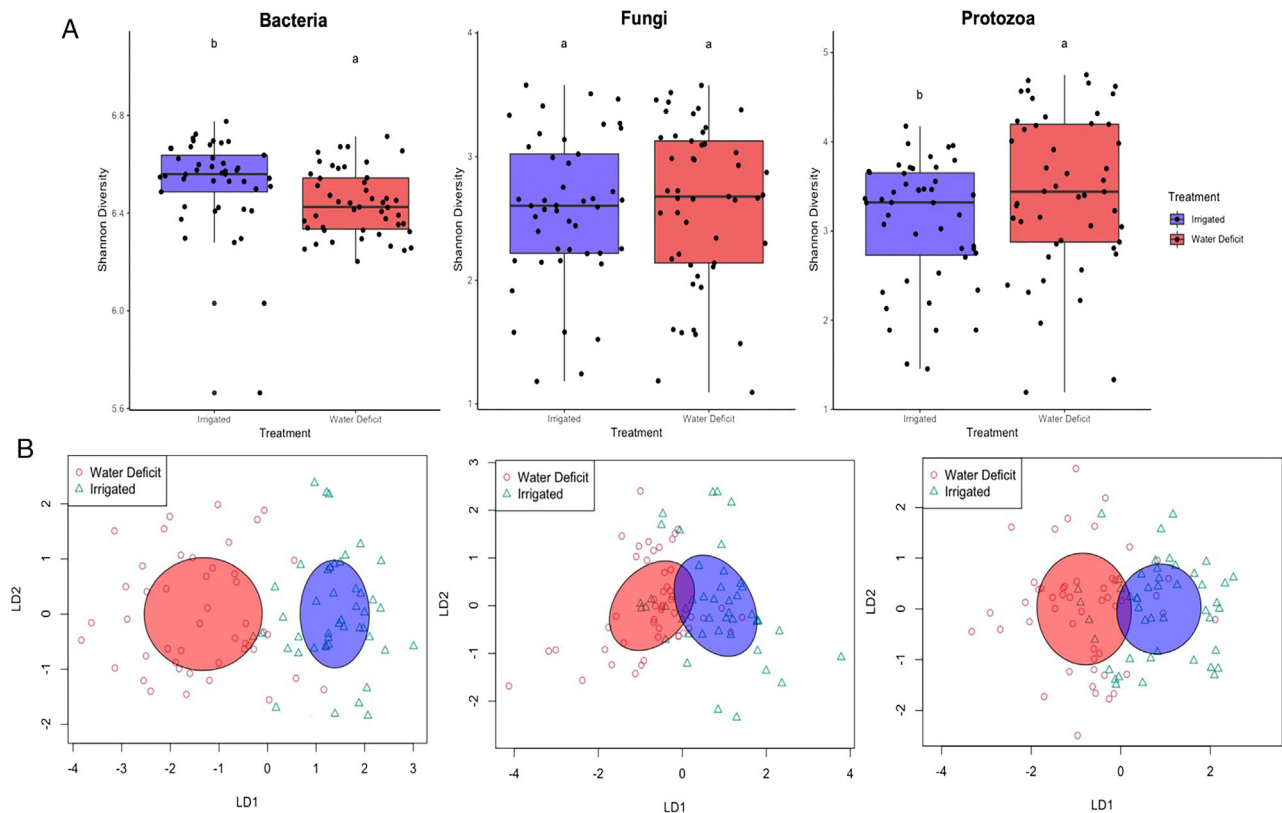 A
Bacteria
Fungi
Protozoa
b
a
a
a
b
a
Shannon Diversity
6.8
6.4
6.0
5.6
Irrigated
Water Deficit
Treatment
Shannon Diversity
4
3
2
1
Irrigated
Water Deficit
Treatment
Shannon Diversity
5
4
3
2
1
Irrigated
Water Deficit
Treatment
Treatment
Irrigated
Water Deficit
B
Water Deficit
Irrigated
LD2
2
1
0
-1
-2
-4
-3
-2
-1
0
1
2
3
LD1
Water Deficit
Irrigated
LD2
3
2
1
0
-1
-2
-4
-2
0
2
4
LD1
Water Deficit
Irrigated
LD2
2
1
0
-1
-2
-4
-2
0
2
LD1